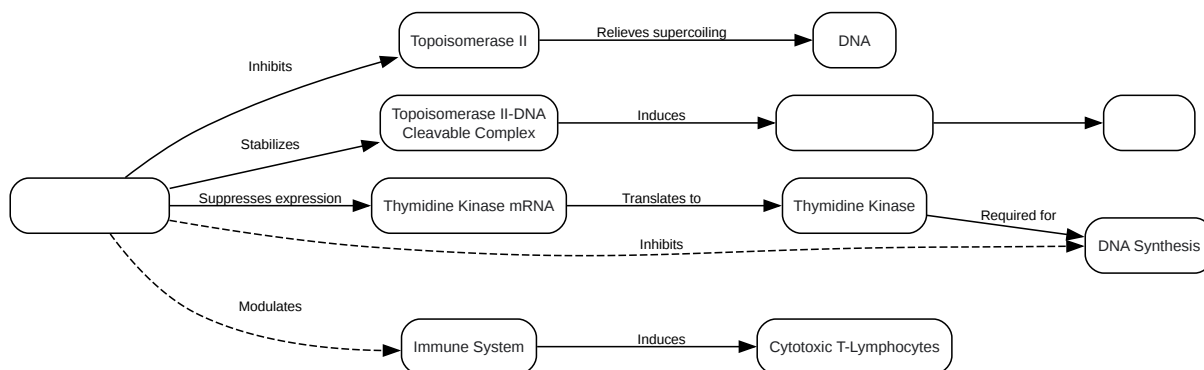 Topoisomerase II
Relieves supercoiling
DNA
Inhibits
Topoisomerase II-DNA
Cleavable Complex
Induces
Stabilizes
Suppresses expression
Thymidine Kinase mRNA
Translates to
Thymidine Kinase
Required for
DNA Synthesis
Inhibits
Modulates
Immune System
Induces
Cytotoxic T-Lymphocytes